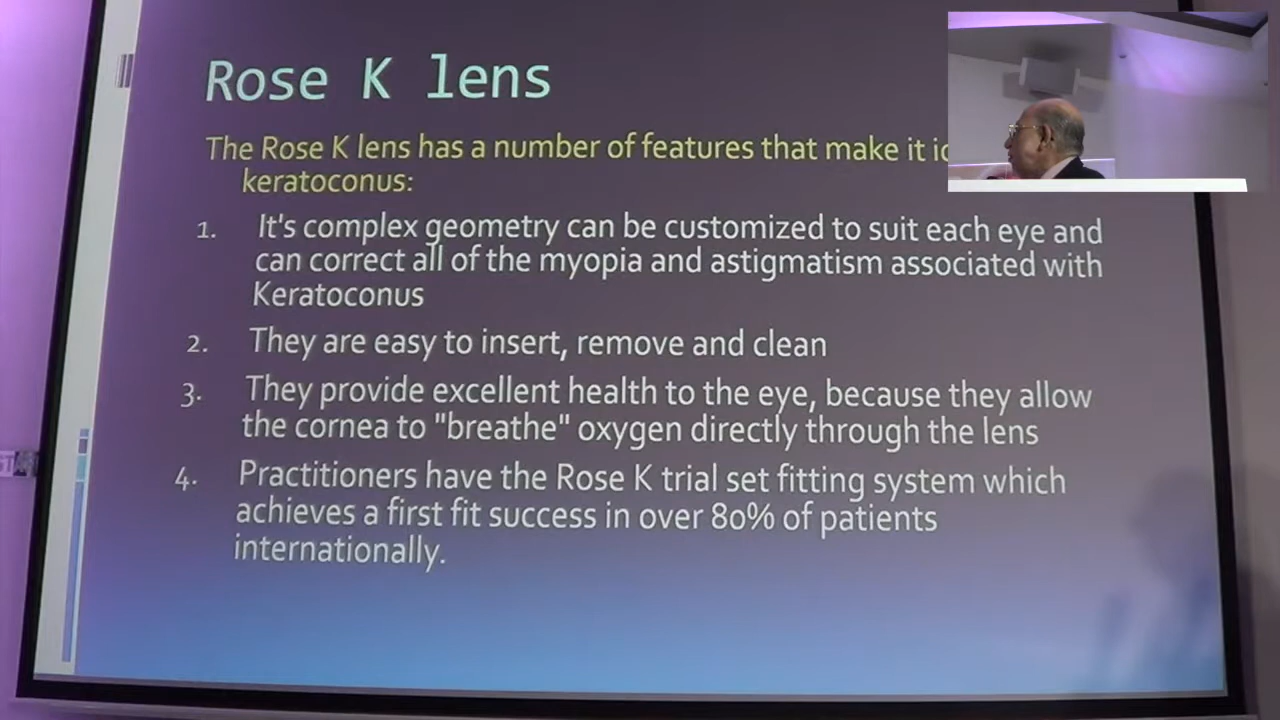 Rose K lens
The Rose K lens has a number of features that make it
keratoconus:
1. It's complex geometry can be customized to suit each eye and
can correct all of the myopia and astigmatism associated with
Keratoconus
2. They are easy to insert, remove and clean
3. They provide excellent health to the eye, because they allow
the cornea to "breathe" oxygen directly through the lens
4. Practitioners have the Rose K trial set fitting system which
achieves a first fit success in over 80% of patients
internationally.